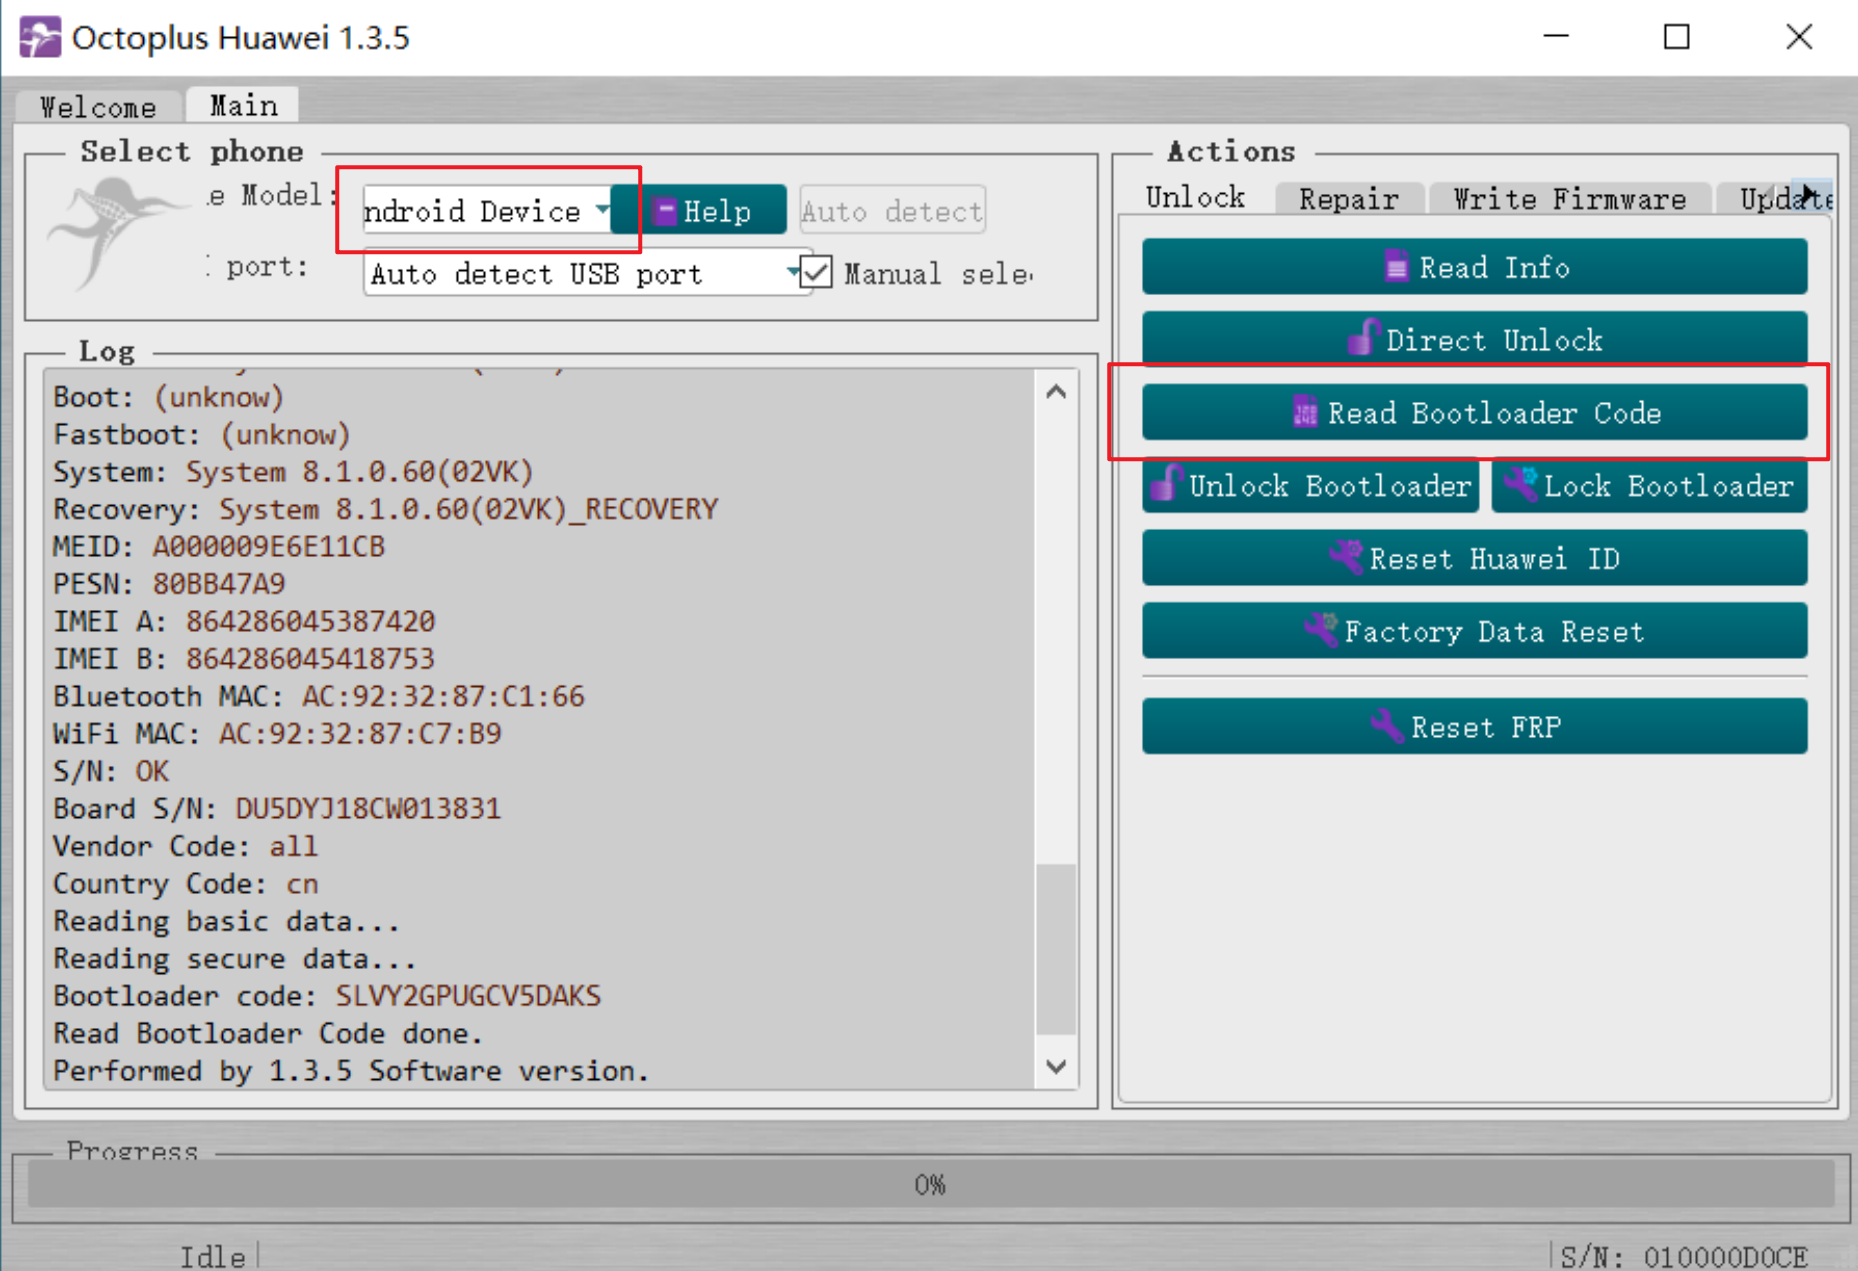 Octoplus Huawei 1.3.5
Welcome
Main
Select phone
e Model:
ndroid Device
Help
Auto detect
port:
Auto detect USB port
Manual sele
Log
Boot: (unknow)
Fastboot: (unknow)
System: System 8.1.0.60(02VK)
Recovery: System 8.1.0.60(02VK)_RECOVERY
MEID: A000009E6E11CB
PESN: 80BB47A9
IMEI A: 864286045387420
IMEI B: 864286045418753
Bluetooth MAC: AC:92:32:87:C1:66
WiFi MAC: AC:92:32:87:C7:B9
S/N: OK
Board S/N: DU5DYJ18CW013831
Vendor Code: all
Country Code: cn
Reading basic data...
Reading secure data...
Bootloader code: SLVY2GPUGCV5DAKS
Read Bootloader Code done.
Performed by 1.3.5 Software version.
Actions
Unlock
Repair
Write Firmware
Update
Read Info
Direct Unlock
Read Bootloader Code
Unlock Bootloader
Lock Bootloader
Reset Huawei ID
Factory Data Reset
Reset FRP
Progress
0%
Idle
S/N: 010000D0CE